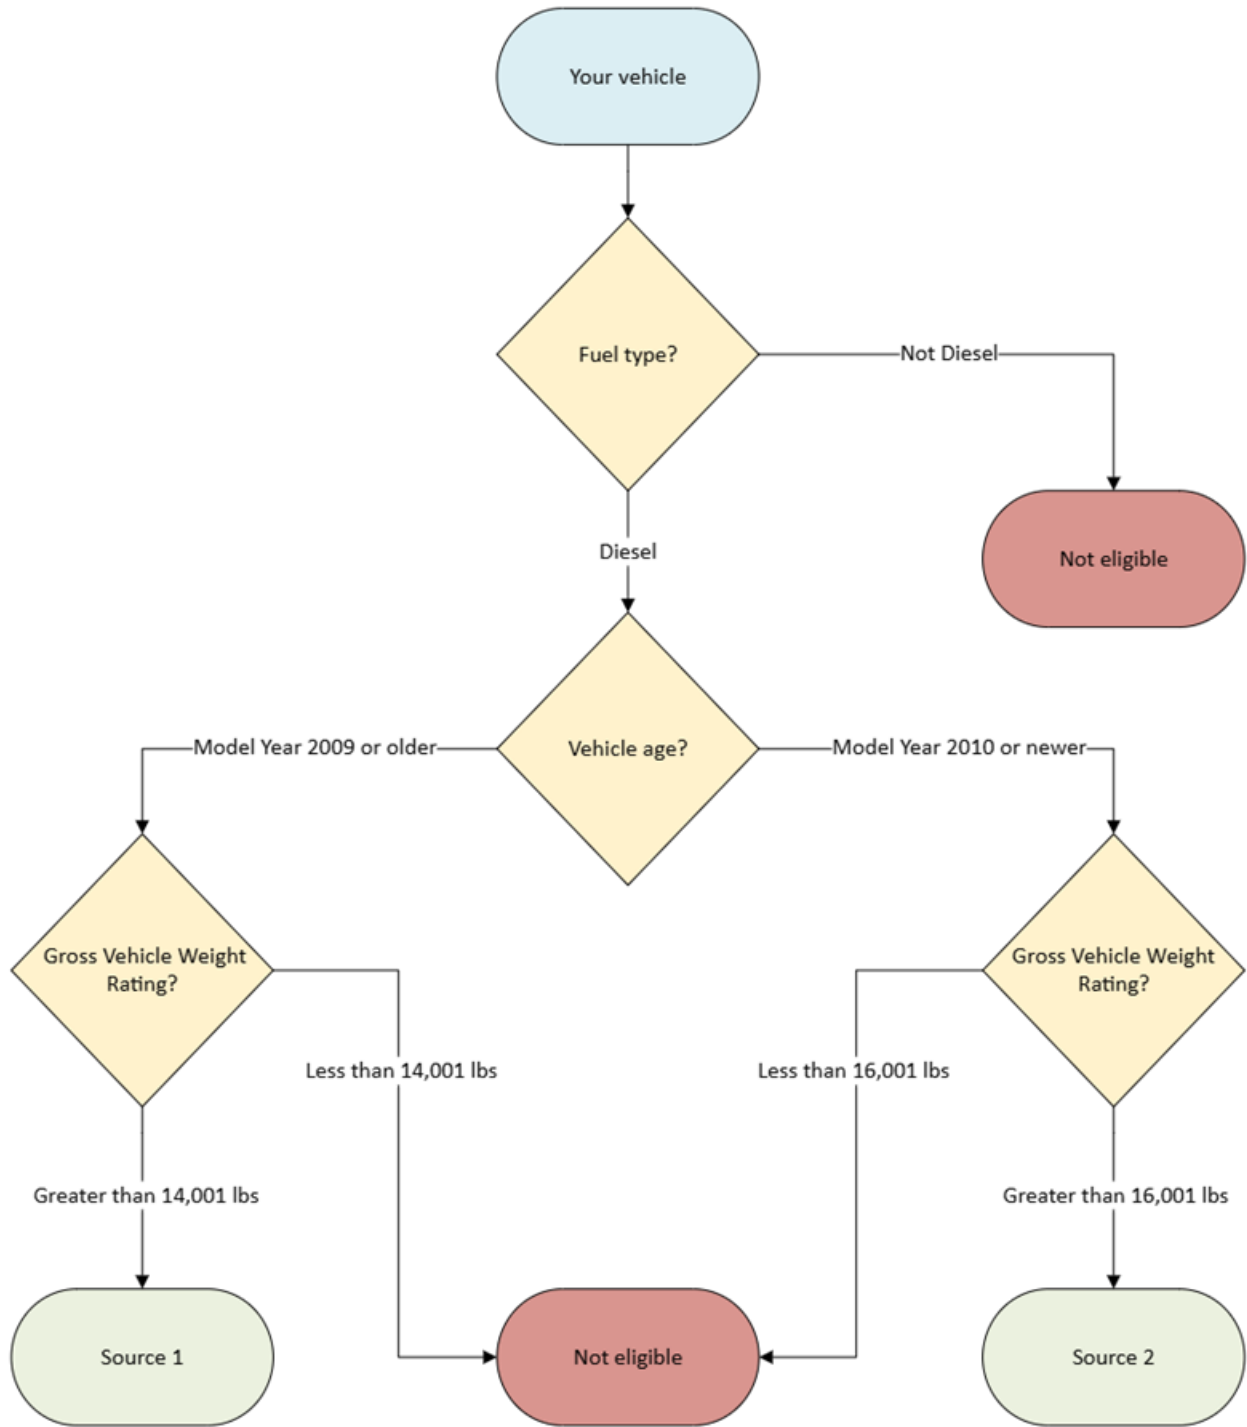 Your vehicle
Fuel type?
Not Diesel
Diesel
Not eligible
Model Year 2009 or older
Vehicle age?
Model Year 2010 or newer
Gross Vehicle Weight
Rating?
Gross Vehicle Weight
Rating?
Less than 14,001 lbs
Less than 16,001 lbs
Greater than 14,001 lbs
Greater than 16,001 lbs
Source 1
Not eligible
Source 2